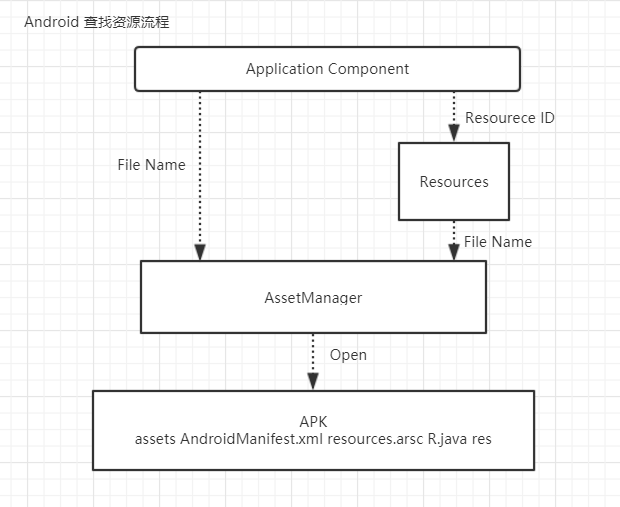 Android 查找资源流程
Application Component
Resourece ID
File Name
Resources
File Name
AssetManager
Open
APK
assets AndroidManifest.xml resources.arsc R.java res